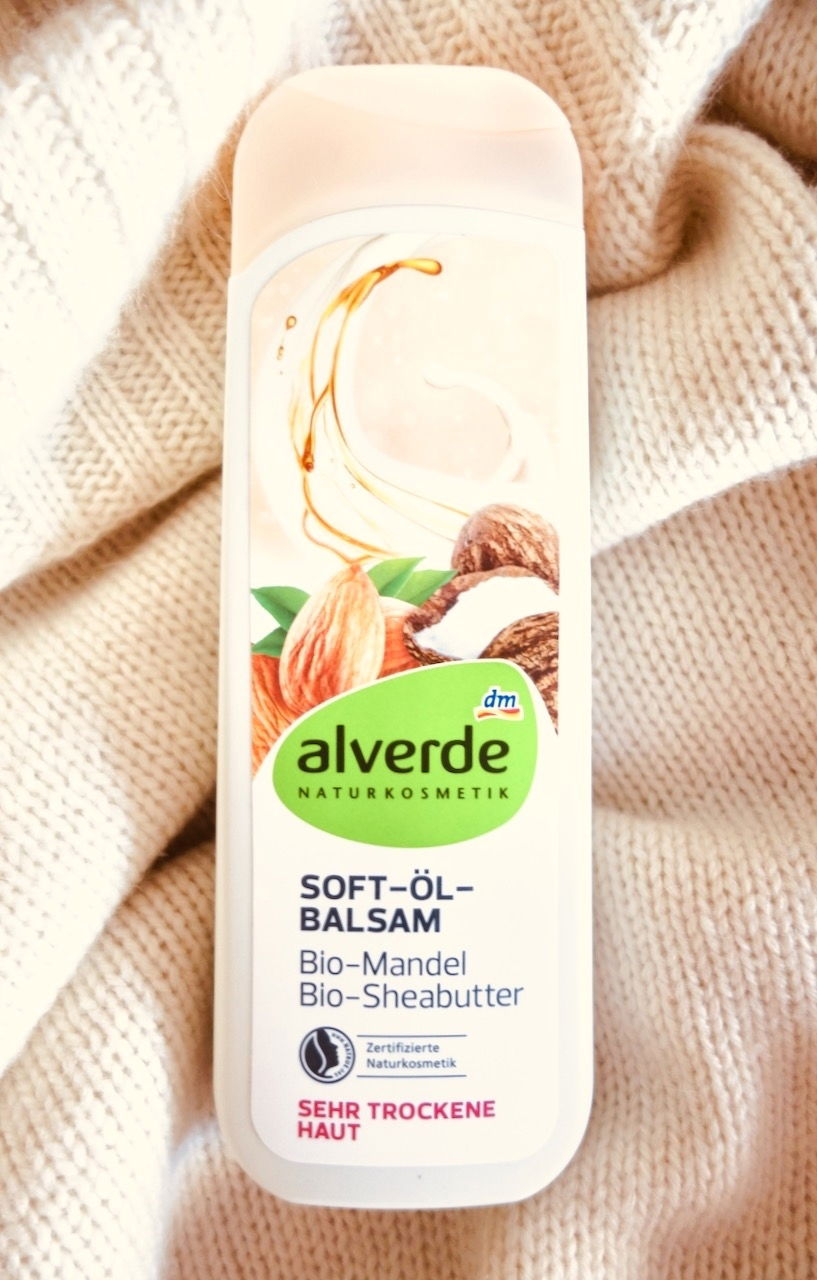 dm
alverde
NATURKOSMETIK
SOFT-ÖL-
BALSAM
Bio-Mandel
Bio-Sheabutter
Zertifizierte
Naturkosmetik
SEHR TROCKENE
HAUT